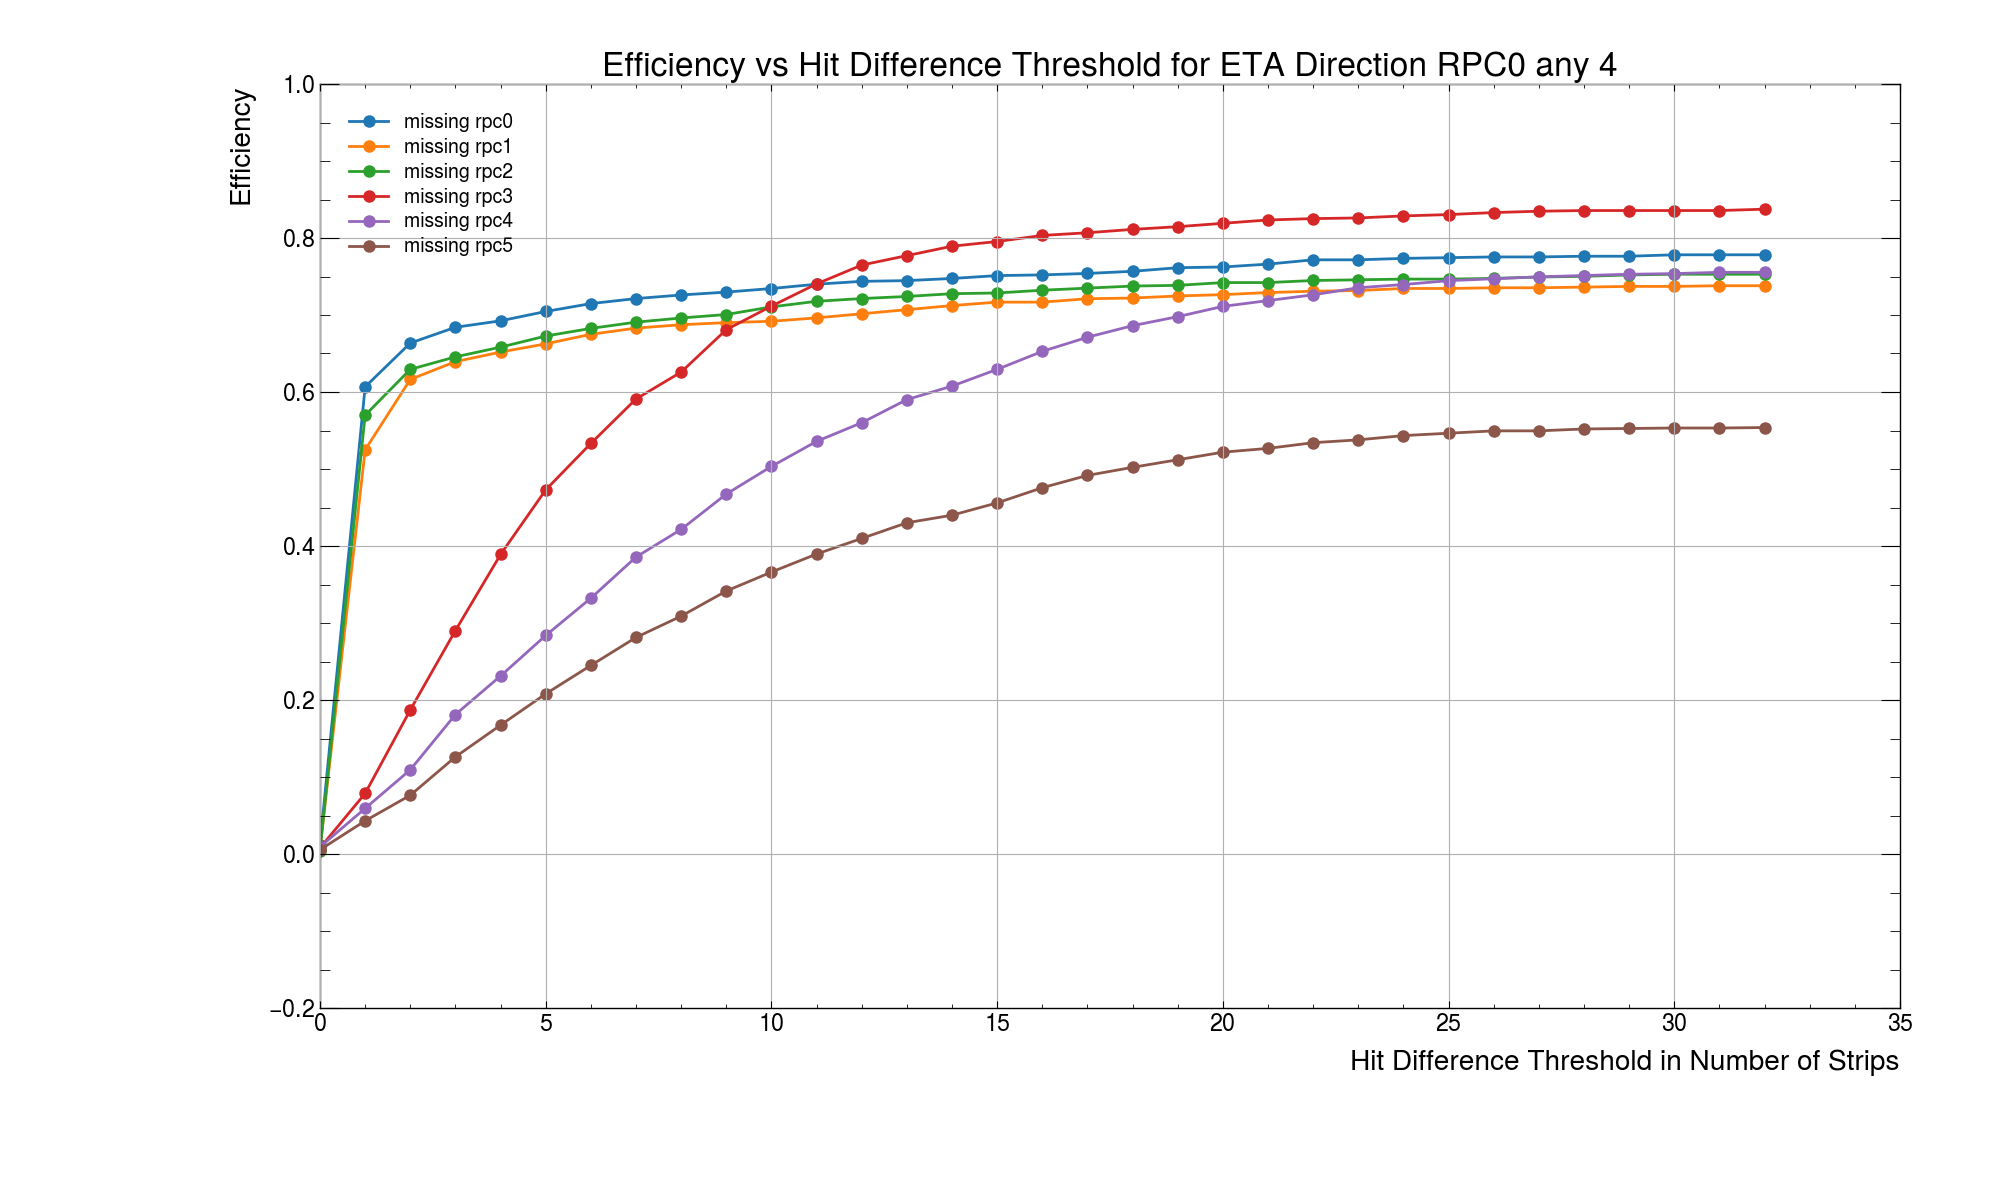 Efficiency vs Hit Difference Threshold for ETA Direction RPC0 any 4
Efficiency
1.0
0.8
0.6
0.4
0.2
0.0
−0.2
missing rpc0
missing rpc1
missing rpc2
missing rpc3
missing rpc4
missing rpc5
0 5 10 15 20 25 30 35
Hit Difference Threshold in Number of Strips